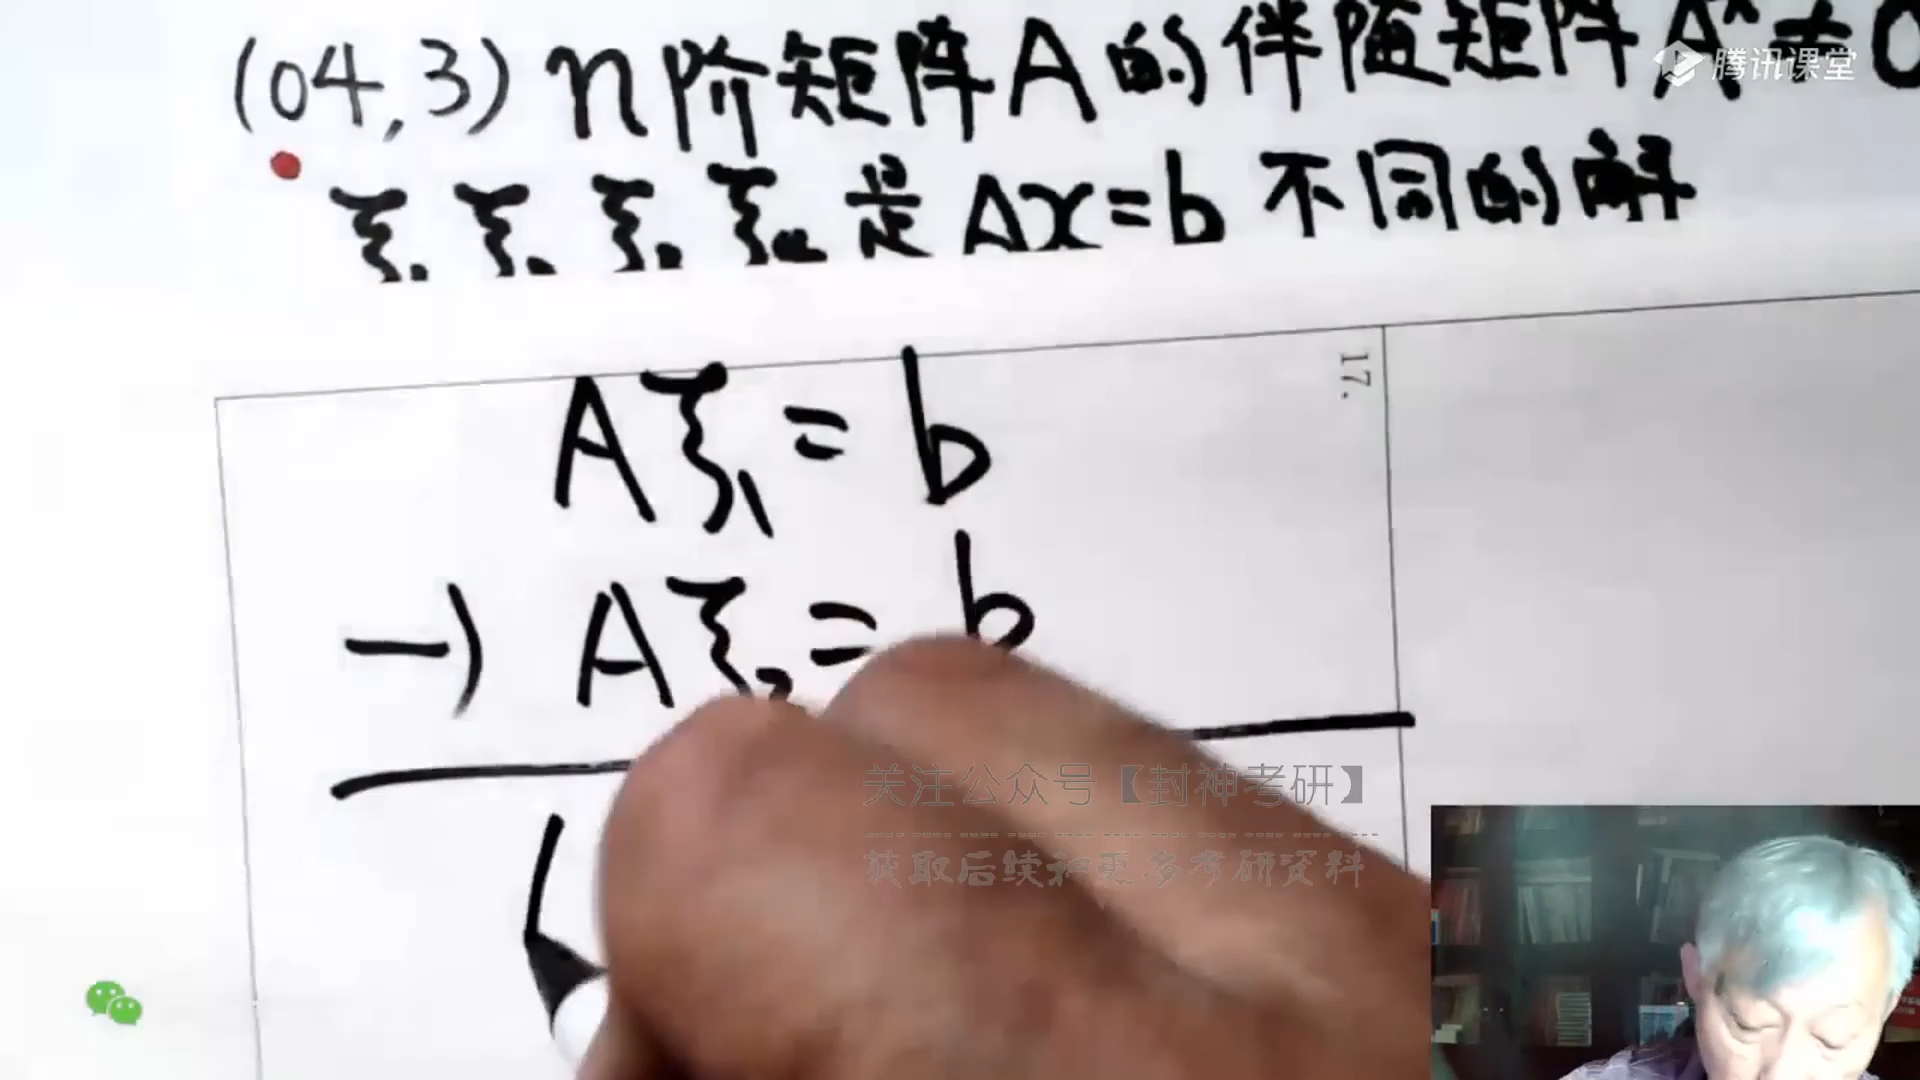 (04,3) n阶矩阵A的伴随矩阵A*≠0
腾讯课堂
ξ₁ ξ₂ ξ₃ ξ₄ 是 Ax=b 不同的解
17.
Aξ₁ = b
一) Aξ₂ = b
关注公众号【封神考研】
获取后续和更多考研资料